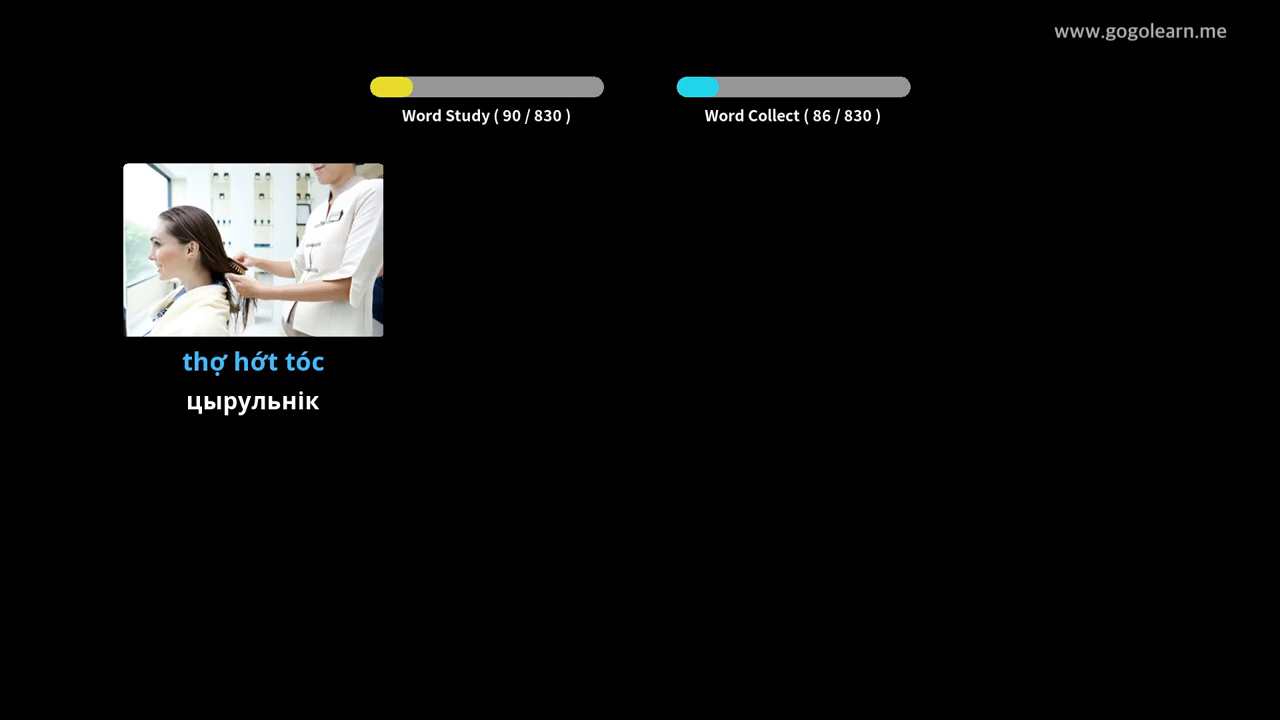 www.gogolearn.me
Word Study ( 90 / 830 )
Word Collect ( 86 / 830 )
thợ hớt tóc
цырульнік